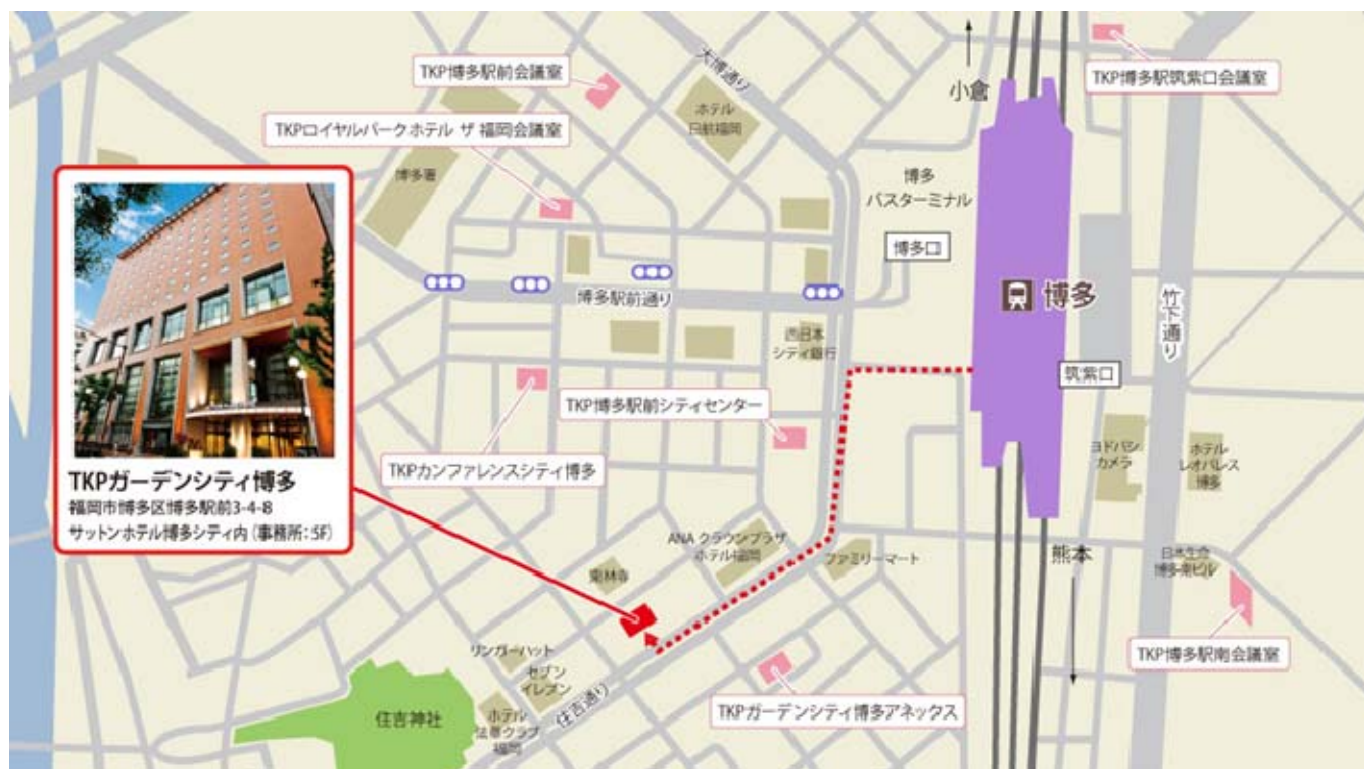 TKP博多駅前会議室
大博通り
ホテル
日航福岡
小倉
TKP博多駅筑紫口会議室
TKPロイヤルパークホテル ザ 福岡会議室
博多署
博多
バスターミナル
博多口
博多駅前通り
博多
竹下通り
西日本
シティ銀行
筑紫口
TKP博多駅前シティセンター
TKPカンファレンスシティ博多
TKPガーデンシティ博多
福岡市博多区博多駅前3-4-8
サットンホテル博多シティ内 (事務所:5F)
ヨドバシ
カメラ
ホテル
レオパレス
博多
ANA クラウンプラザ
ホテル福岡
ファミリーマート
熊本
日本生命
博多南ビル
東林寺
TKP博多駅南会議室
リンガーハット
セブン
イレブン
住吉通り
TKPガーデンシティ博多アネックス
住吉神社
ホテル
法華クラブ
福岡